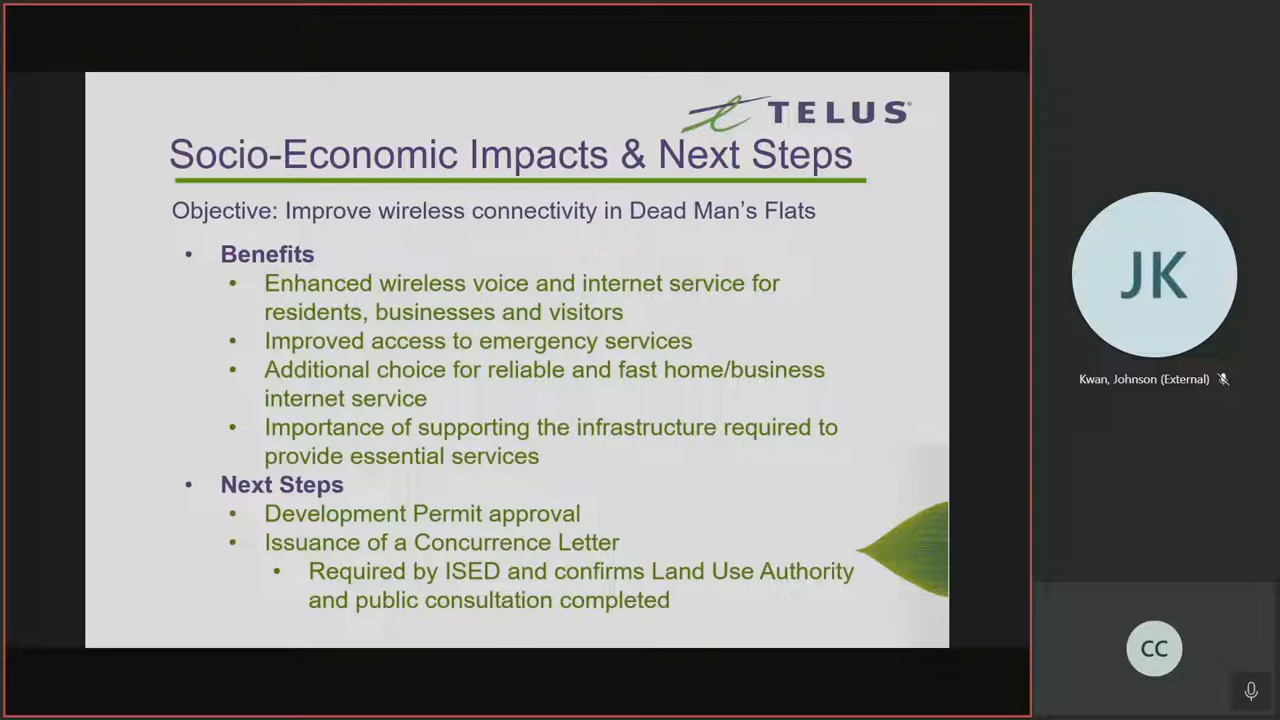 TELUS®
Socio-Economic Impacts & Next Steps
Objective: Improve wireless connectivity in Dead Man's Flats
• Benefits
• Enhanced wireless voice and internet service for
residents, businesses and visitors
• Improved access to emergency services
• Additional choice for reliable and fast home/business
internet service
• Importance of supporting the infrastructure required to
provide essential services
• Next Steps
• Development Permit approval
• Issuance of a Concurrence Letter
• Required by ISED and confirms Land Use Authority
and public consultation completed
JK
Kwan, Johnson (External)
CC